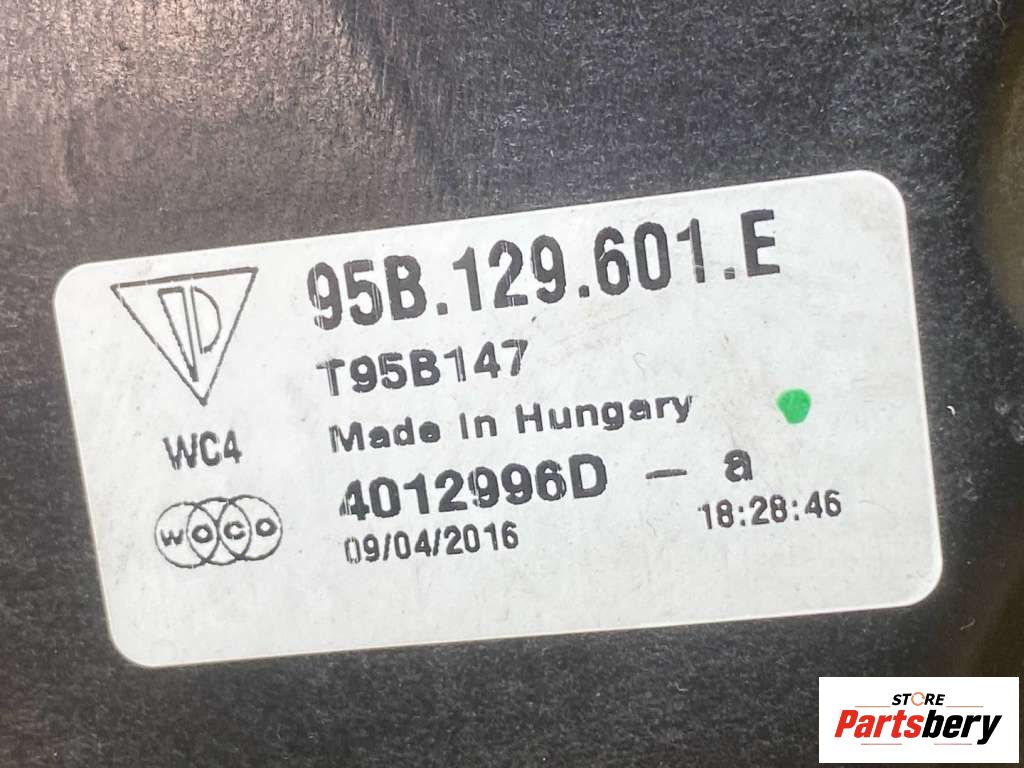 95B.129.601.E
T95B147
Made In Hungary
WC4
4012996D - a
WOCO
09/04/2016 18:28:46
STORE
Partsbery